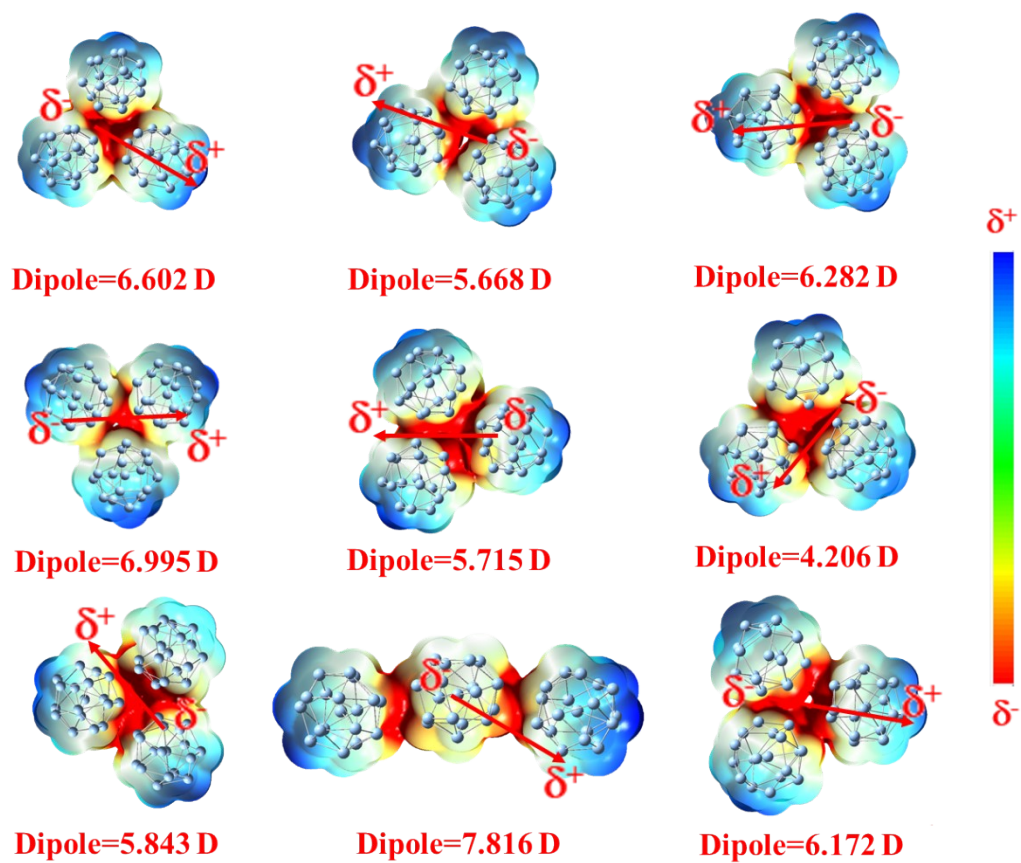 δ- δ+
δ+ δ-
δ+ δ-
δ+
Dipole=6.602 D
Dipole=5.668 D
Dipole=6.282 D
δ- δ+
δ+ δ-
δ- δ+
Dipole=6.995 D
Dipole=5.715 D
Dipole=4.206 D
δ+ δ-
δ- δ+
δ- δ+
δ-
Dipole=5.843 D
Dipole=7.816 D
Dipole=6.172 D